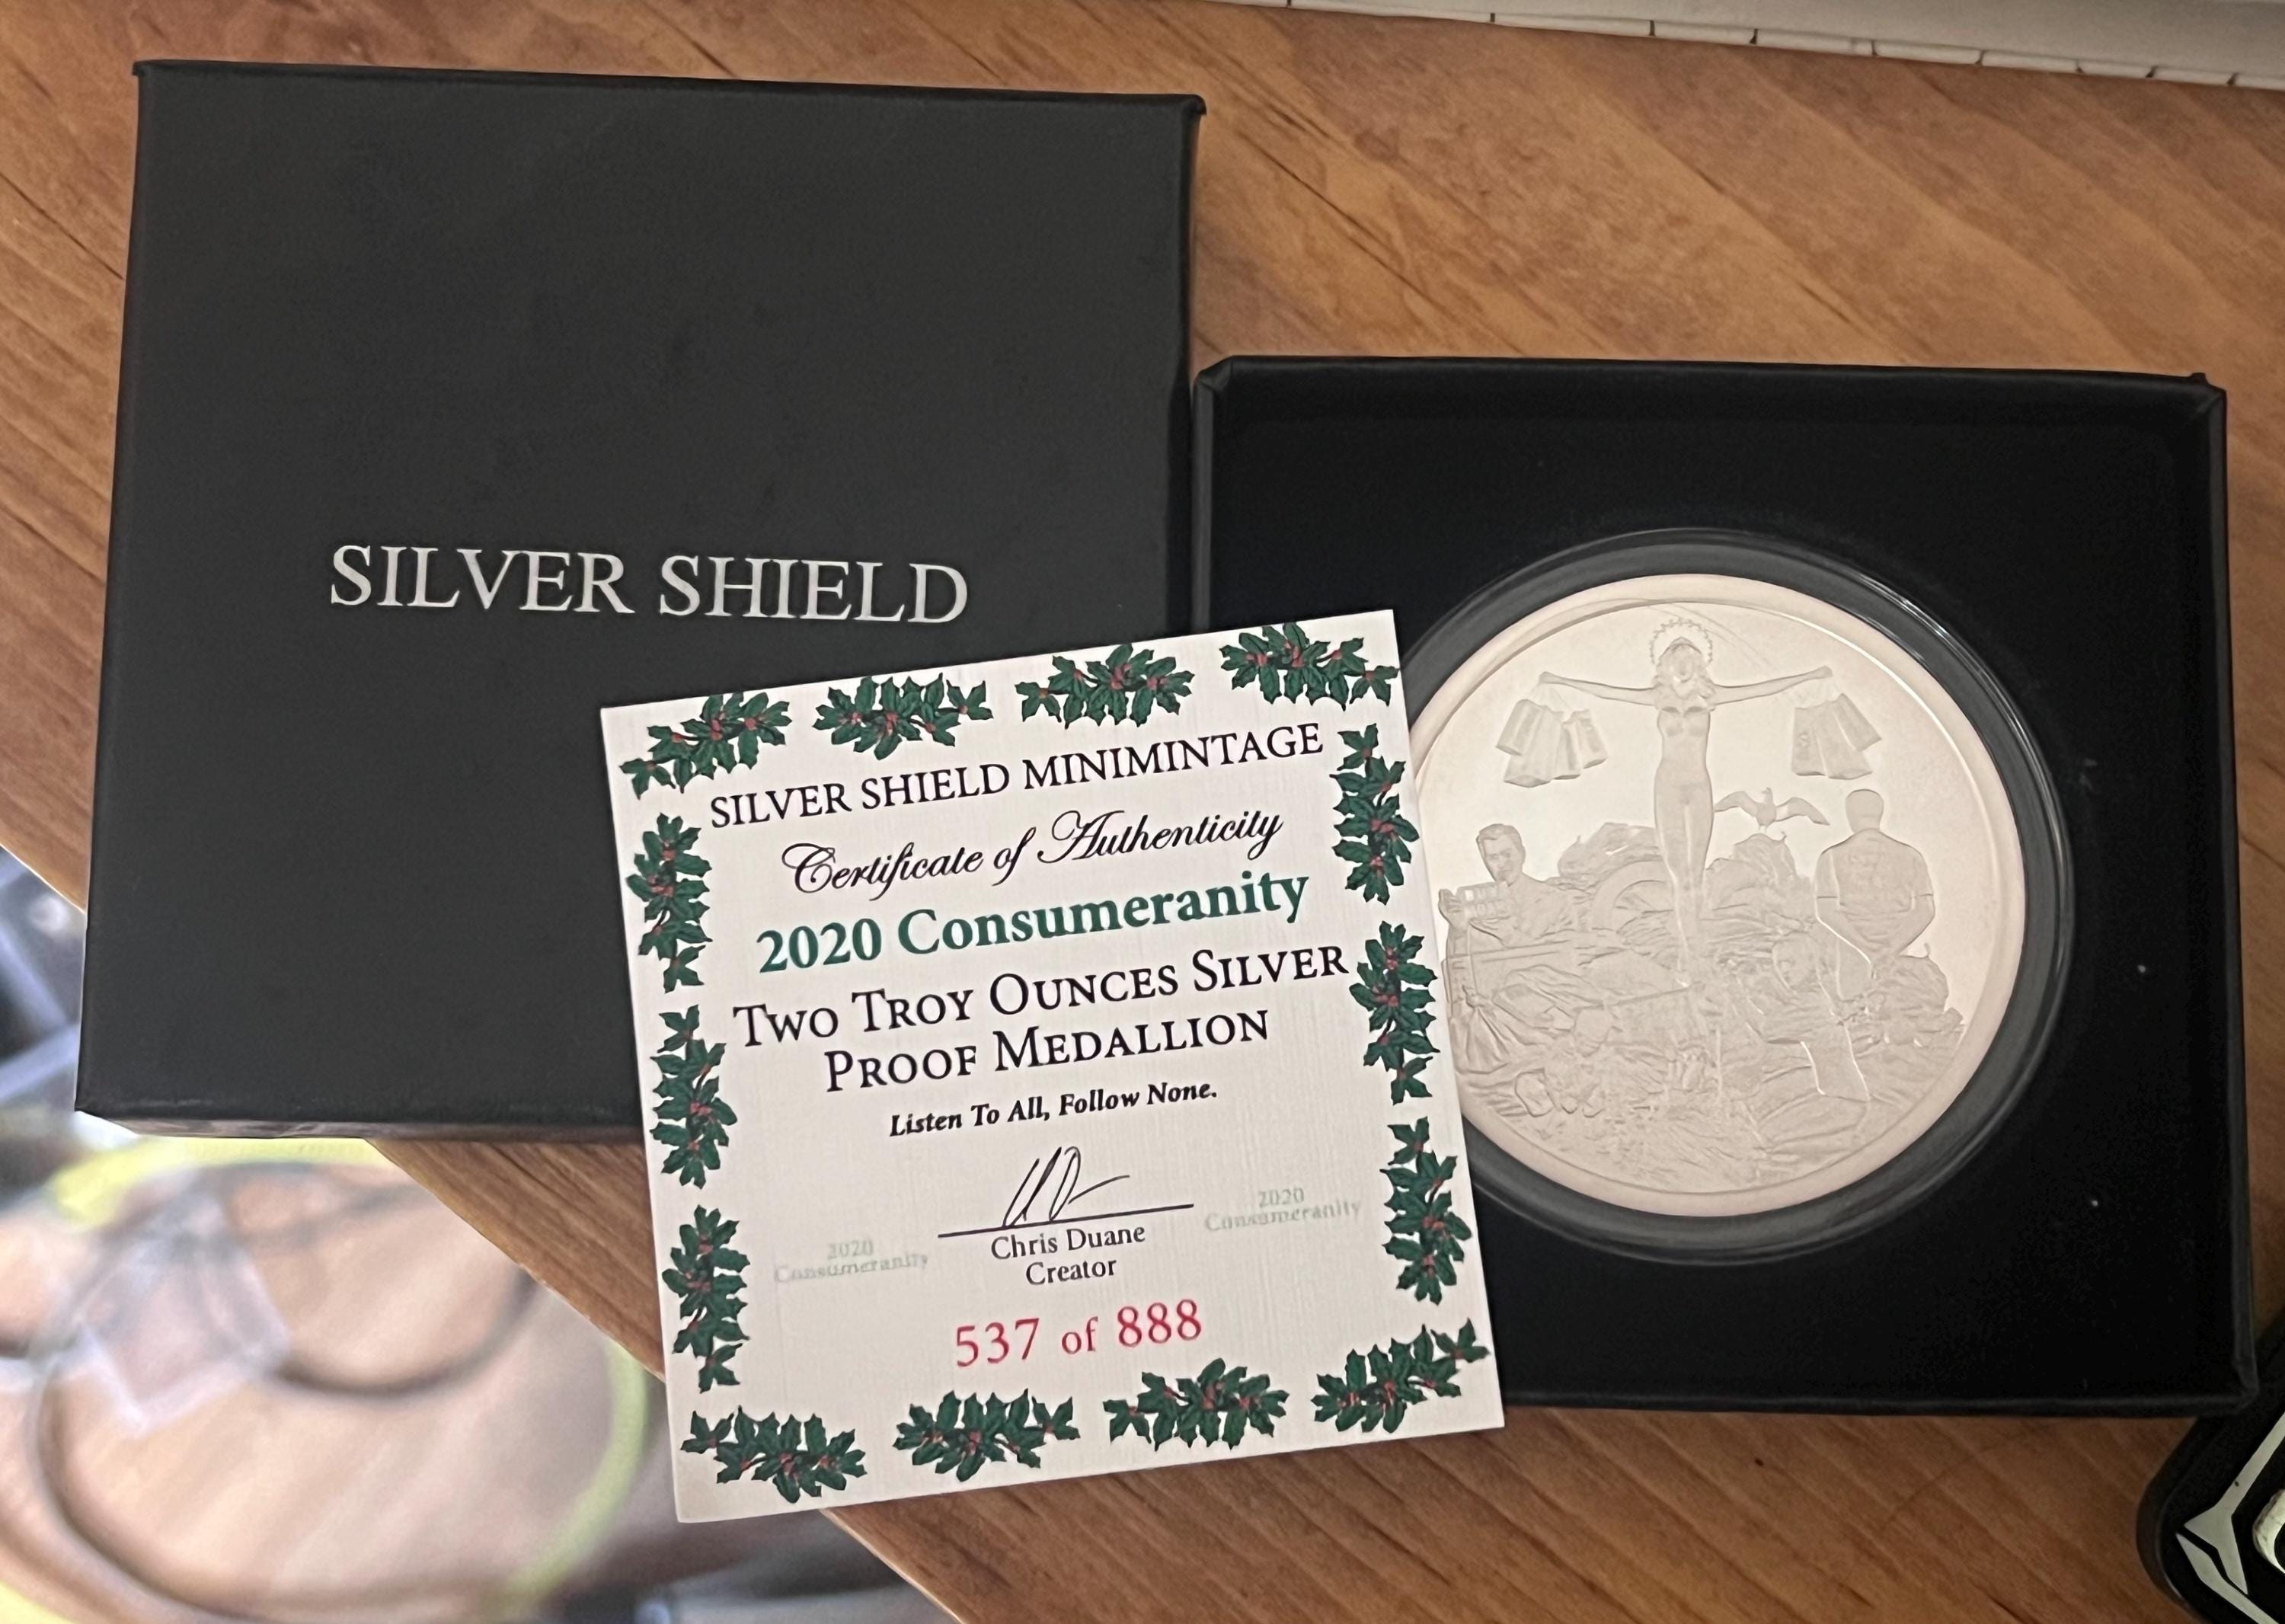 SILVER SHIELD
SILVER SHIELD MINIMINTAGE
Certificate of Authenticity
2020 Consumeranity
TWO TROY OUNCES SILVER
PROOF MEDALLION
Listen To All, Follow None.
2020
Consumeranity
2020
Consumeranity
Chris Duane
Creator
537 of 888